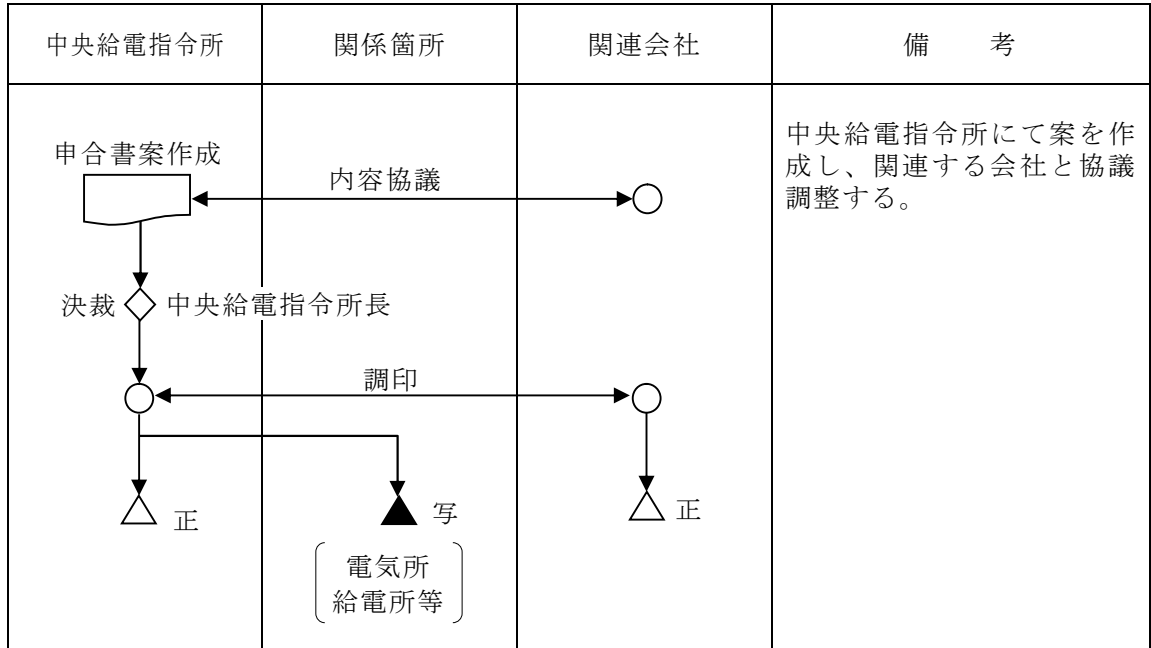 中央給電指令所
関係箇所
関連会社
備 考
中央給電指令所にて案を作
成し、関連する会社と協議
調整する。
申合書案作成
内容協議
決裁
中央給電指令所長
調印
正
写
正
電気所
給電所等